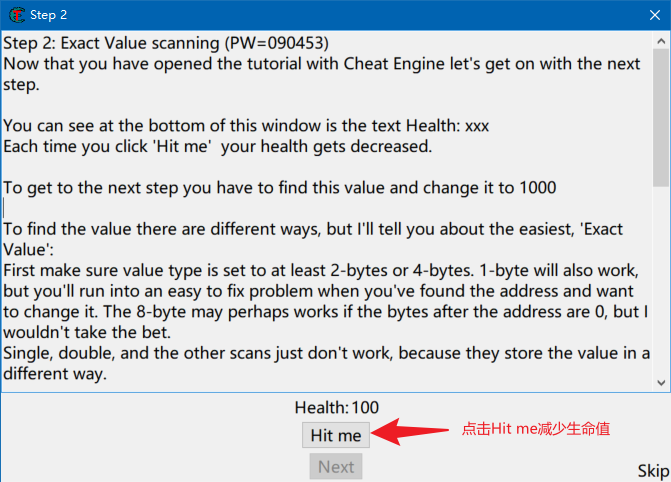 Step 2
Step 2: Exact Value scanning (PW=090453)
Now that you have opened the tutorial with Cheat Engine let's get on with the next
step.
You can see at the bottom of this window is the text Health: xxx
Each time you click 'Hit me'  your health gets decreased.
To get to the next step you have to find this value and change it to 1000
To find the value there are different ways, but I'll tell you about the easiest, 'Exact
Value':
First make sure value type is set to at least 2-bytes or 4-bytes. 1-byte will also work,
but you'll run into an easy to fix problem when you've found the address and want
to change it. The 8-byte may perhaps works if the bytes after the address are 0, but I
wouldn't take the bet.
Single, double, and the other scans just don't work, because they store the value in a
different way.
Health: 100
Hit me
点击Hit me减少生命值
Next
Skip